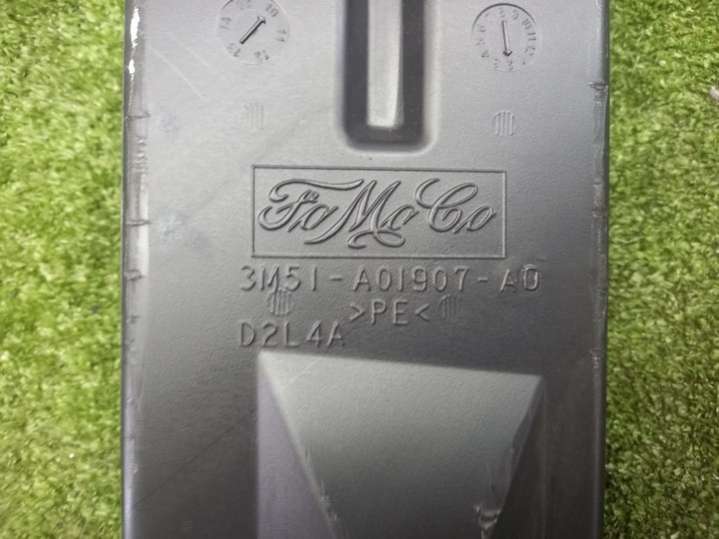 FoMoCo
3M51-A01907-AD
>PE<
D2L4A